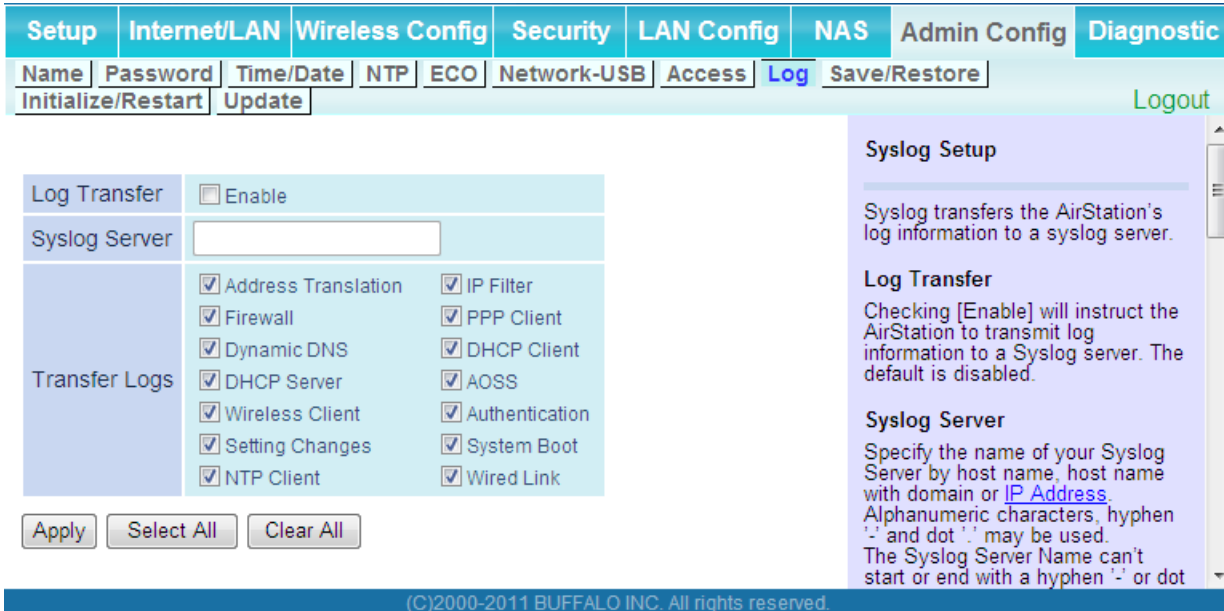 Setup Internet/LAN Wireless Config Security LAN Config NAS Admin Config Diagnostic
Name Password Time/Date NTP ECO Network-USB Access Log Save/Restore
Initialize/Restart Update
Logout
Log Transfer Enable
Syslog Server
Transfer Logs
Address Translation IP Filter
Firewall PPP Client
Dynamic DNS DHCP Client
DHCP Server AOSS
Wireless Client Authentication
Setting Changes System Boot
NTP Client Wired Link
Apply Select All Clear All
Syslog Setup
Syslog transfers the AirStation's
log information to a syslog server.
Log Transfer
Checking [Enable] will instruct the
AirStation to transmit log
information to a Syslog server. The
default is disabled.
Syslog Server
Specify the name of your Syslog
Server by host name, host name
with domain or IP Address.
Alphanumeric characters, hyphen
'-' and dot '.' may be used.
The Syslog Server Name can't
start or end with a hyphen '-' or dot
(C)2000-2011 BUFFALO INC. All rights reserved.